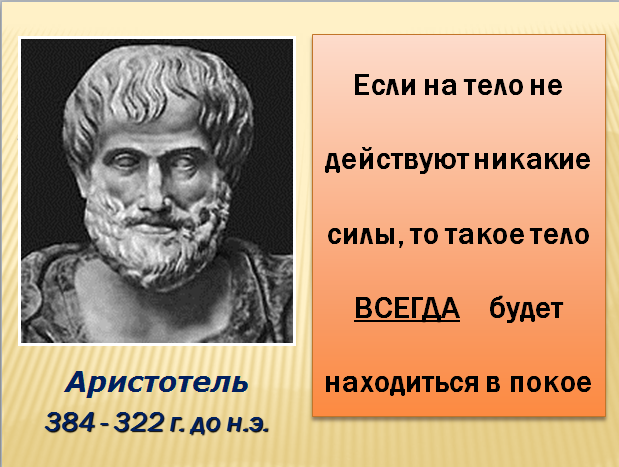 Если на тело не
действуют никакие
силы, то такое тело
ВСЕГДА будет
находиться в покое
Аристотель
384 - 322 г. до н.э.